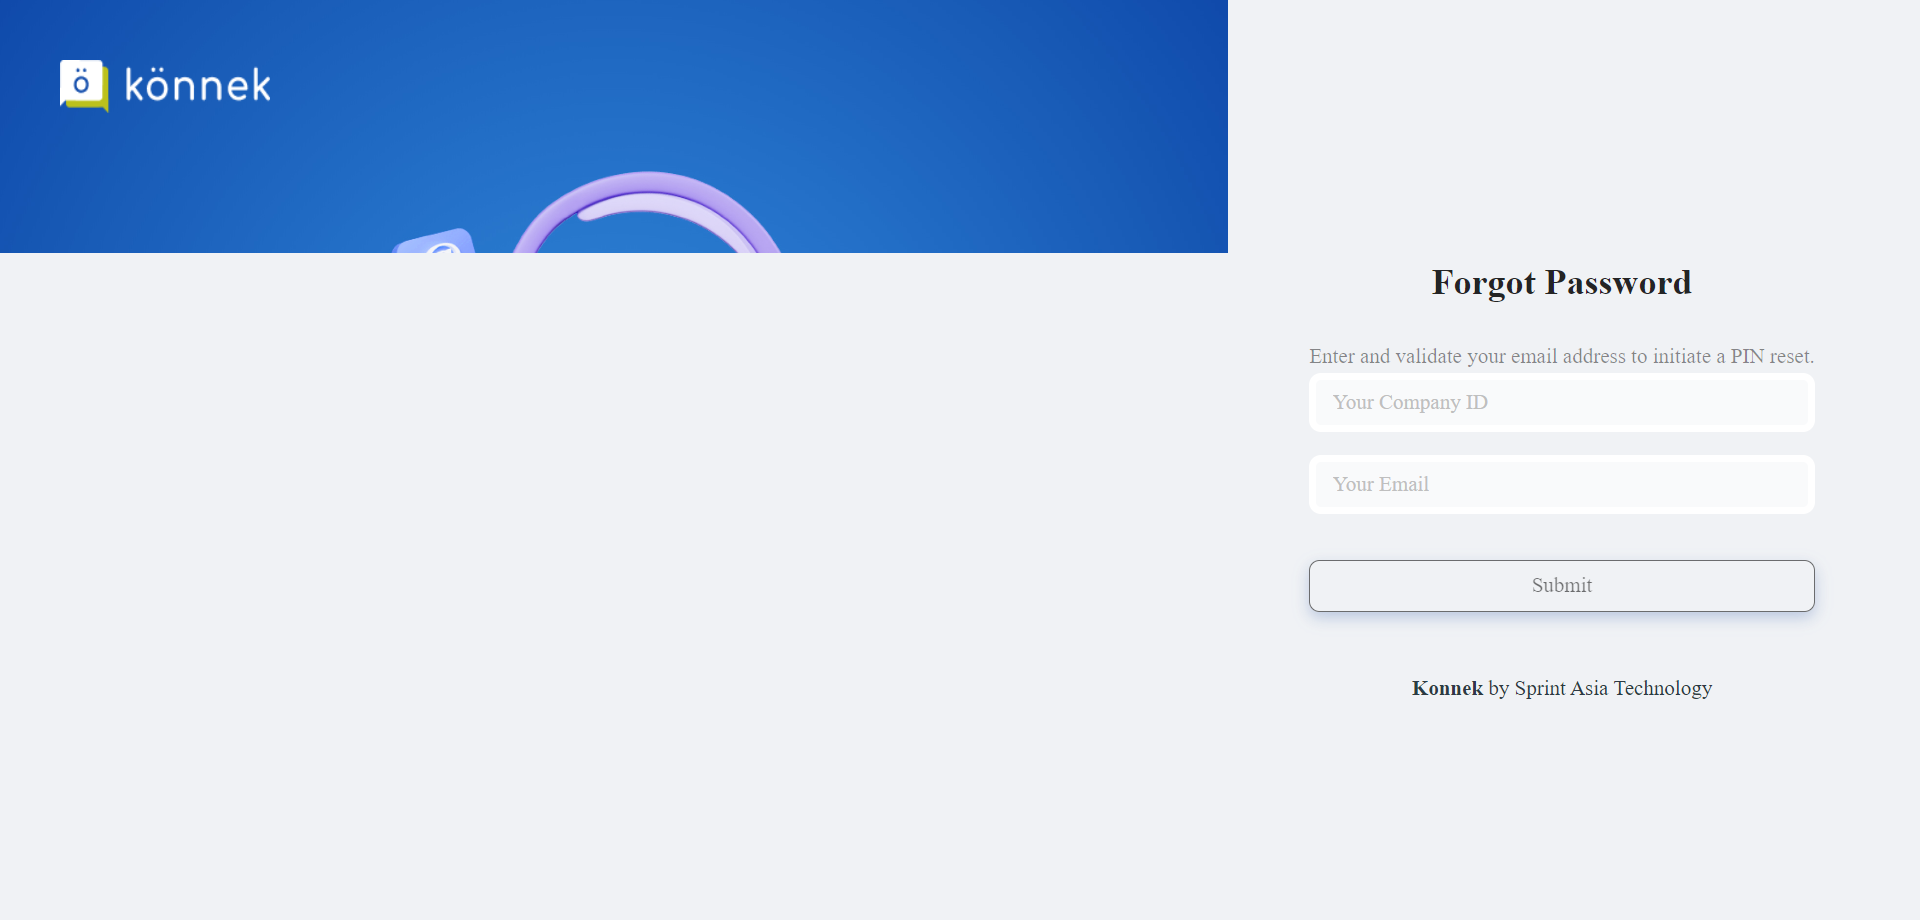 ö könnek
Forgot Password
Enter and validate your email address to initiate a PIN reset.
Your Company ID
Your Email
Submit
Konnek by Sprint Asia Technology